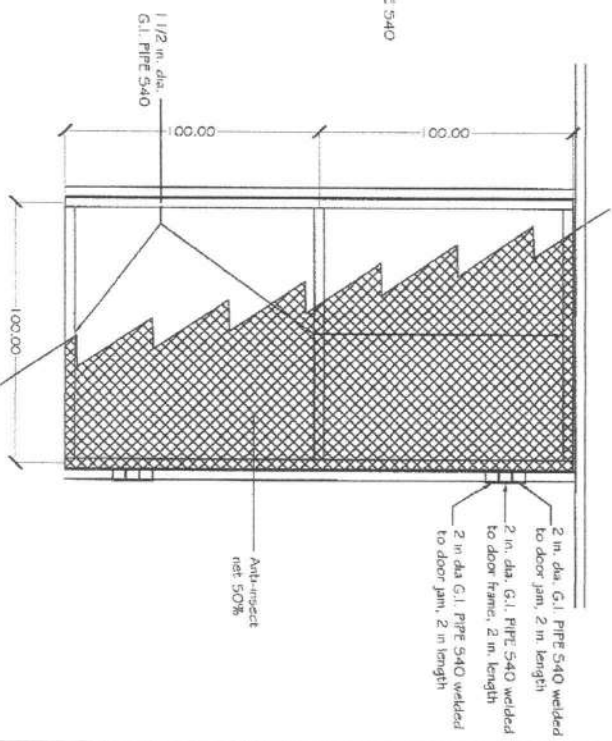 E S40
1 1/2 in. dia.
G.I. PIPE S40
100.00
100.00
100.00
2 in. dia. G.I. PIPE S40 welded
to door jam, 2 in. length
2 in. dia. G.I. PIPE S40 welded
to door frame, 2 in. length
2 in dia G.I. PIPE S40 welded
to door jam, 2 in. length
Anti-insect
net 50%